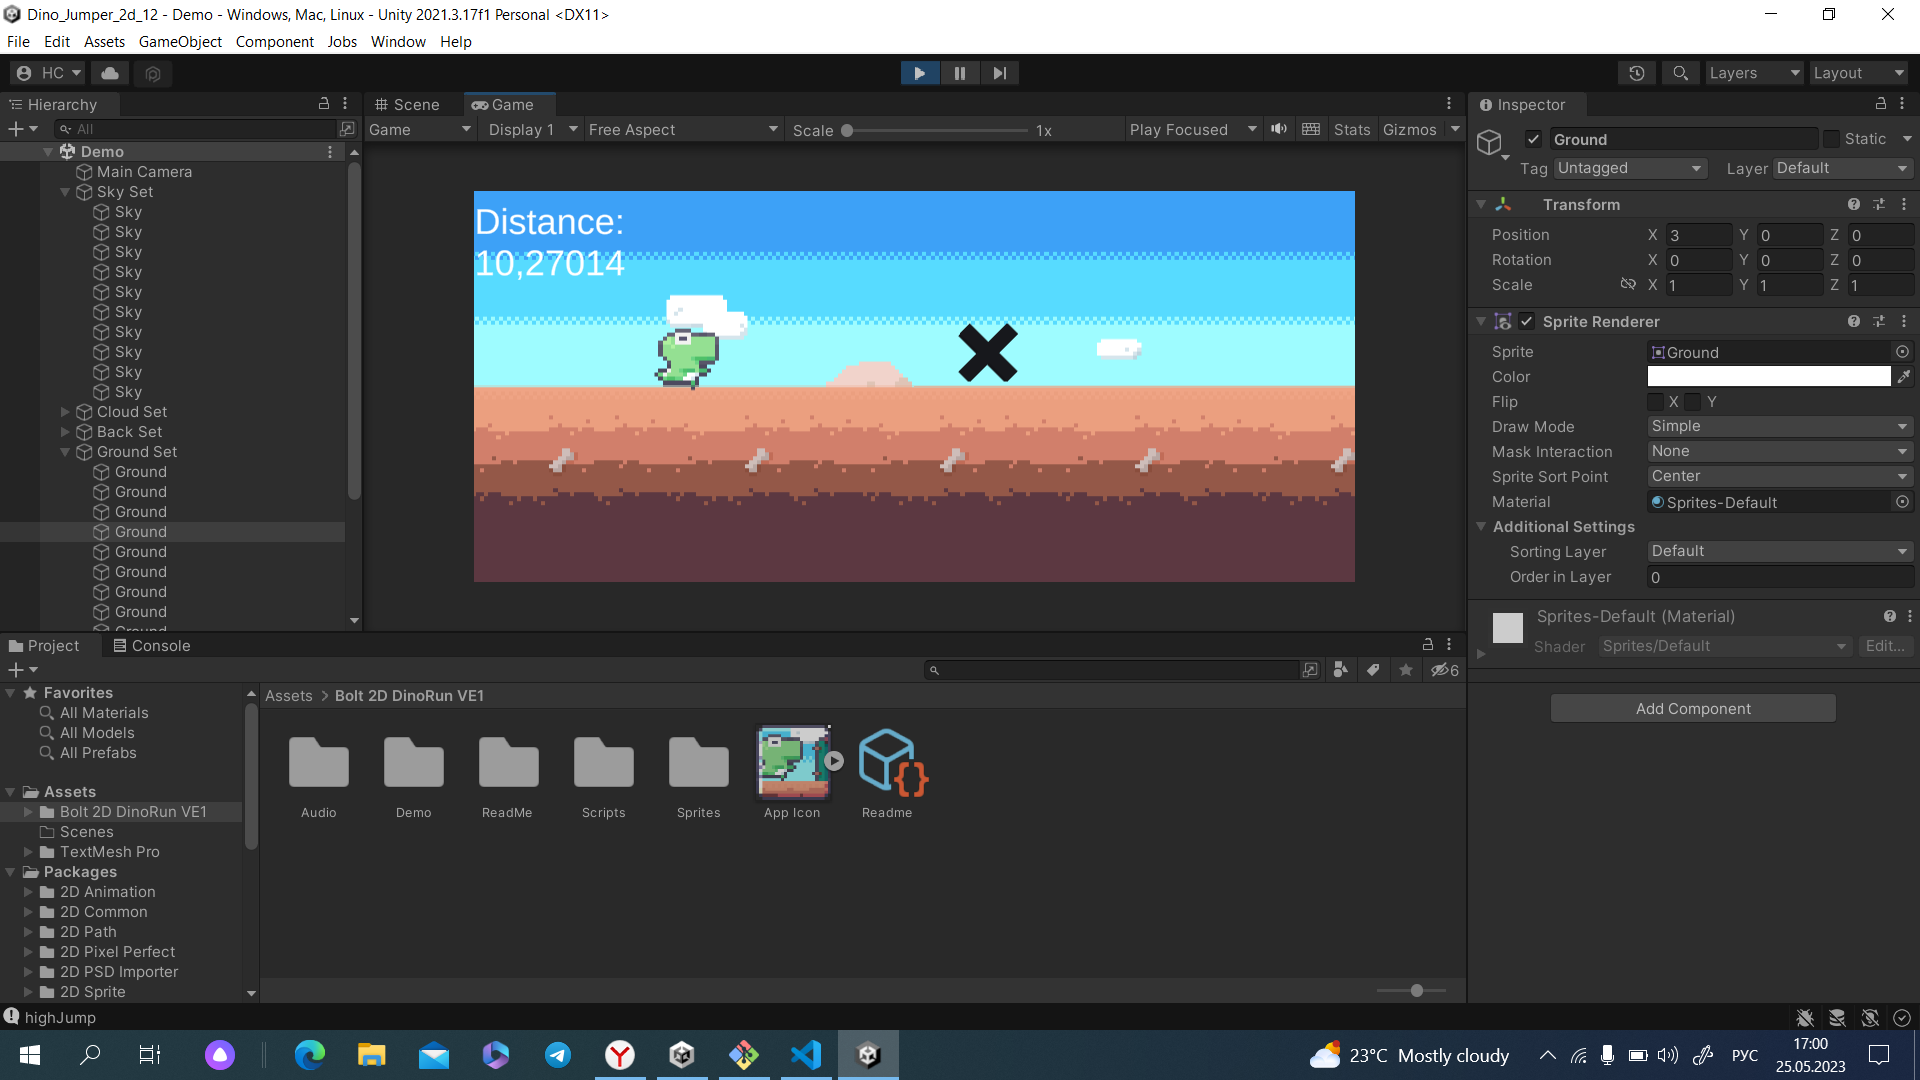 Dino_Jumper_2d_12 - Demo - Windows, Mac, Linux - Unity 2021.3.17f1 Personal <DX11>
File Edit Assets GameObject Component Jobs Window Help
HC
Layers
Layout
Hierarchy
All
Demo
Main Camera
Sky Set
Sky
Sky
Sky
Sky
Sky
Sky
Sky
Sky
Sky
Sky
Cloud Set
Back Set
Ground Set
Ground
Ground
Ground
Ground
Ground
Ground
Ground
Ground
Ground
Scene Game
Game Display 1 Free Aspect Scale 1x Play Focused Stats Gizmos
Distance:
10,27014
Inspector
Ground Static
Tag Untagged Layer Default
Transform
Position X 3 Y 0 Z 0
Rotation X 0 Y 0 Z 0
Scale X 1 Y 1 Z 1
Sprite Renderer
Sprite Ground
Color
Flip X Y
Draw Mode Simple
Mask Interaction None
Sprite Sort Point Center
Material Sprites-Default
Additional Settings
Sorting Layer Default
Order in Layer 0
Sprites-Default (Material)
Shader Sprites/Default Edit...
Add Component
Project Console
6
Favorites
All Materials
All Models
All Prefabs
Assets
Bolt 2D DinoRun VE1
Scenes
TextMesh Pro
Packages
2D Animation
2D Common
2D Path
2D Pixel Perfect
2D PSD Importer
2D Sprite
Assets > Bolt 2D DinoRun VE1
Audio Demo ReadMe Scripts Sprites App Icon Readme
highJump
23°C Mostly cloudy
РУС
17:00
25.05.2023